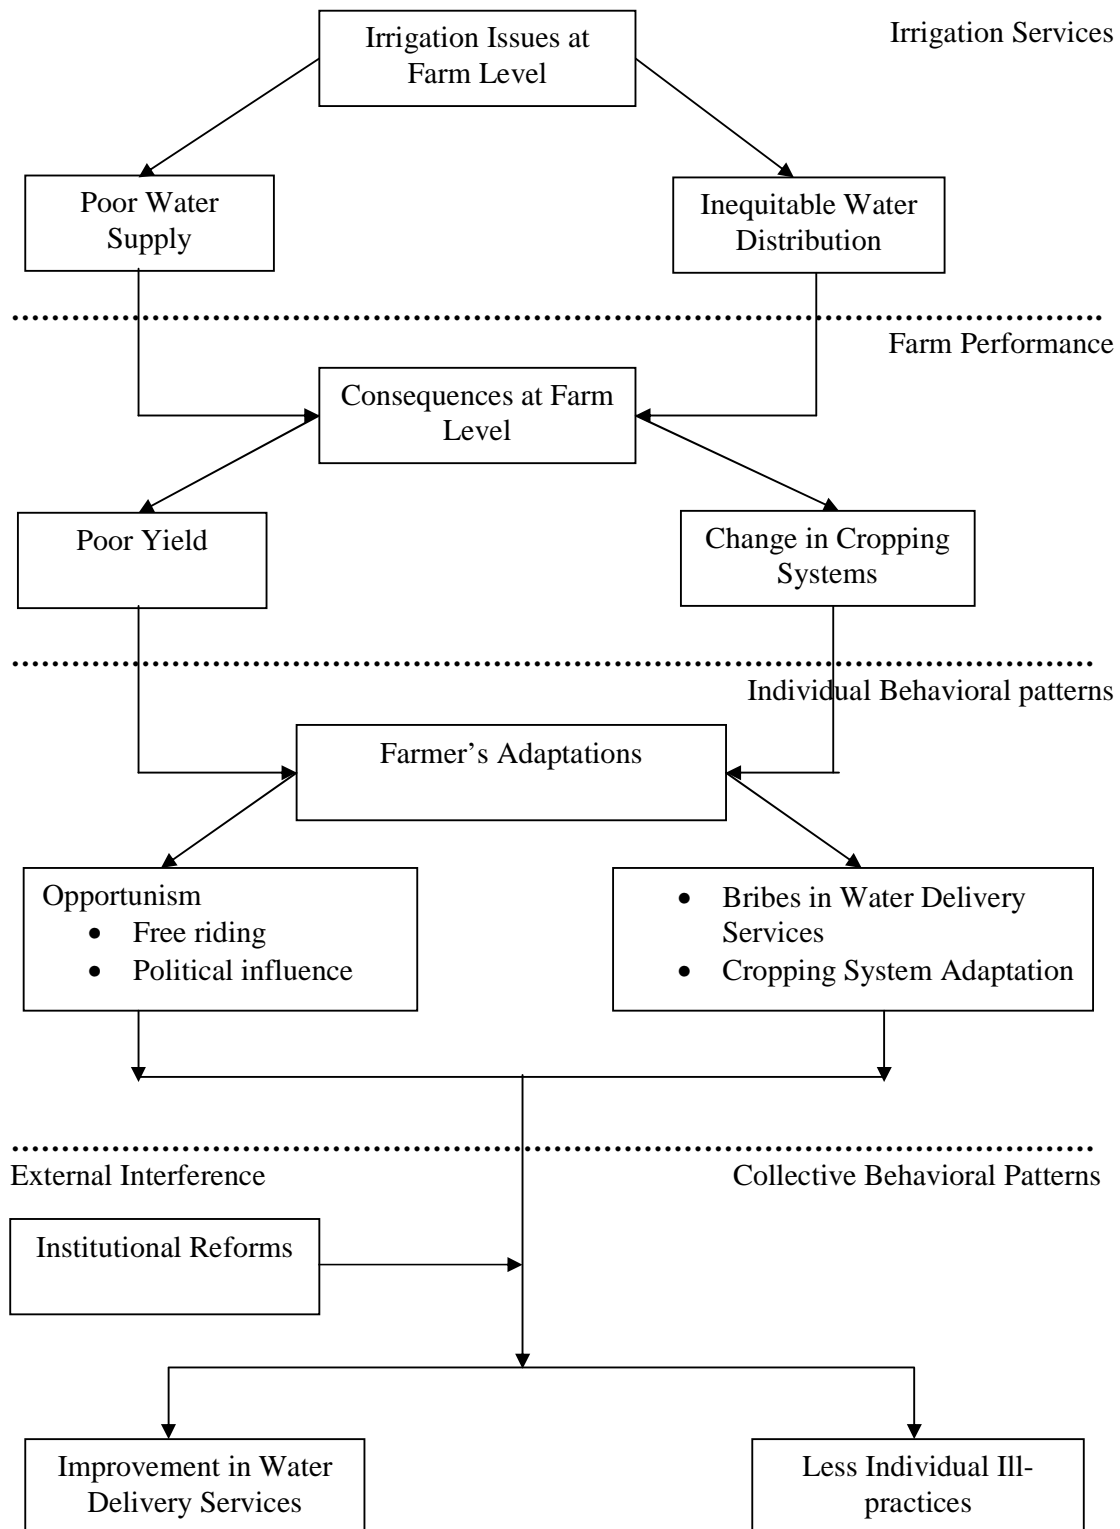 Irrigation Issues at
Farm Level
Irrigation Services
Poor Water
Supply
Inequitable Water
Distribution
Farm Performance
Consequences at Farm
Level
Poor Yield
Change in Cropping
Systems
Individual Behavioral patterns
Farmer’s Adaptations
Opportunism
• Free riding
• Political influence
• Bribes in Water Delivery
Services
• Cropping System Adaptation
External Interference
Collective Behavioral Patterns
Institutional Reforms
Improvement in Water
Delivery Services
Less Individual Ill-
practices